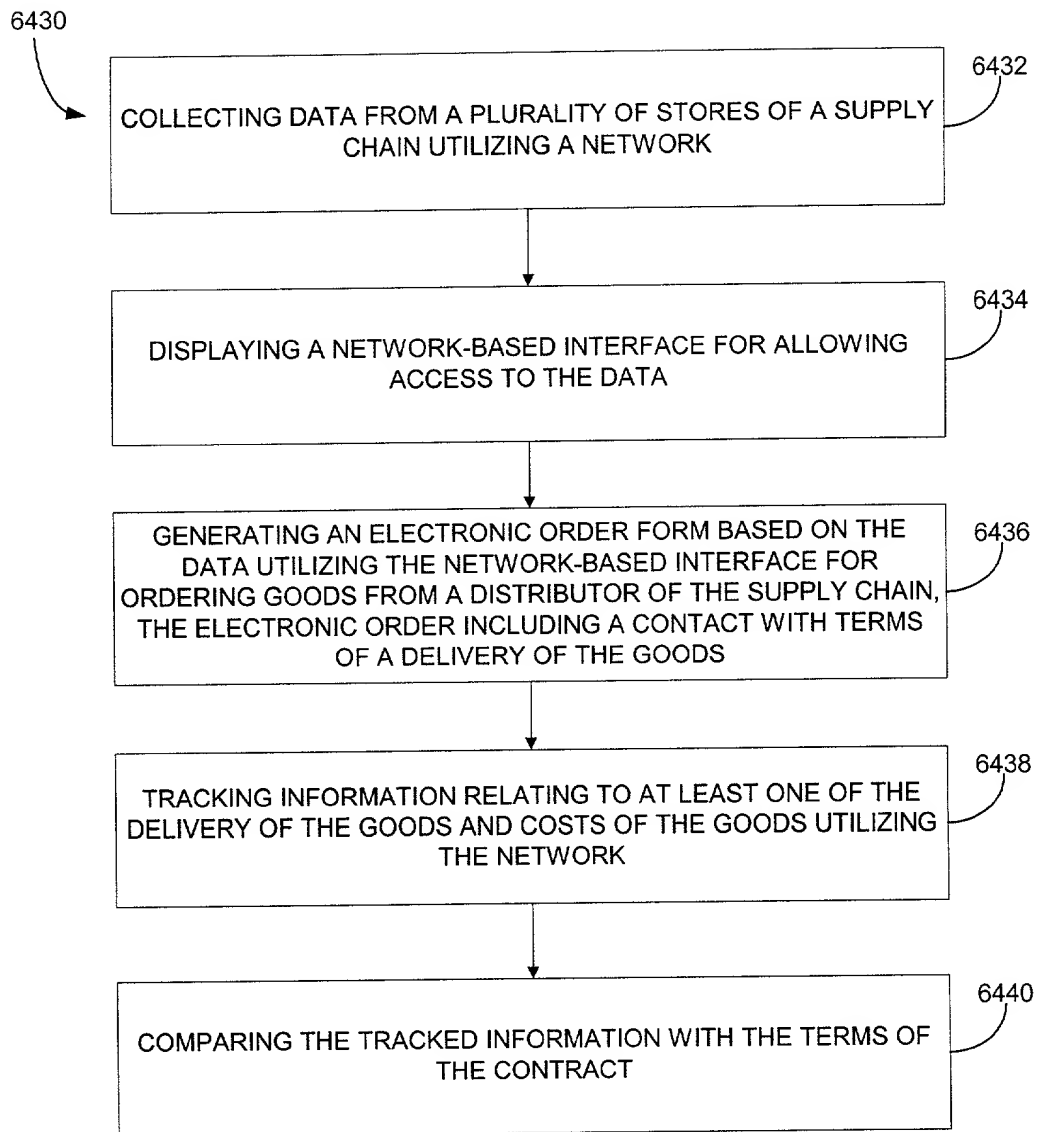 6430
6432
COLLECTING DATA FROM A PLURALITY OF STORES OF A SUPPLY
CHAIN UTILIZING A NETWORK
6434
DISPLAYING A NETWORK-BASED INTERFACE FOR ALLOWING
ACCESS TO THE DATA
6436
GENERATING AN ELECTRONIC ORDER FORM BASED ON THE
DATA UTILIZING THE NETWORK-BASED INTERFACE FOR
ORDERING GOODS FROM A DISTRIBUTOR OF THE SUPPLY CHAIN,
THE ELECTRONIC ORDER INCLUDING A CONTACT WITH TERMS
OF A DELIVERY OF THE GOODS
6438
TRACKING INFORMATION RELATING TO AT LEAST ONE OF THE
DELIVERY OF THE GOODS AND COSTS OF THE GOODS UTILIZING
THE NETWORK
6440
COMPARING THE TRACKED INFORMATION WITH THE TERMS OF
THE CONTRACT